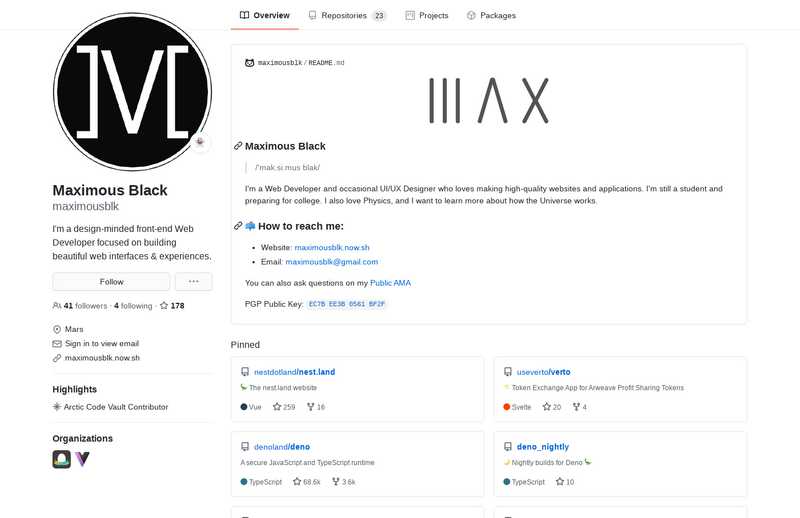 Overview
Repositories 23
Projects
Packages
Maximous Black
maximousblk
I'm a design-minded front-end Web
Developer focused on building
beautiful web interfaces & experiences.
Follow
41 followers · 4 following · 178
Mars
Sign in to view email
maximousblk.now.sh
Highlights
Arctic Code Vault Contributor
Organizations
maximousblk / README.md
Maximous Black
/'mak.si.mus blak/
I'm a Web Developer and occasional UI/UX Designer who loves making high-quality websites and applications. I'm still a student and
preparing for college. I also love Physics, and I want to learn more about how the Universe works.
How to reach me:
• Website: maximousblk.now.sh
• Email: maximousblk@gmail.com
You can also ask questions on my Public AMA
PGP Public Key: EC7B EE3B 0561 BF2F
Pinned
nestdotland/nest.land
The nest.land website
Vue 259 16
useverto/verto
Token Exchange App for Arweave Profit Sharing Tokens
Svelte 20 4
denoland/deno
A secure JavaScript and TypeScript runtime
TypeScript 68.6k 3.6k
deno_nightly
Nightly builds for Deno
TypeScript 10